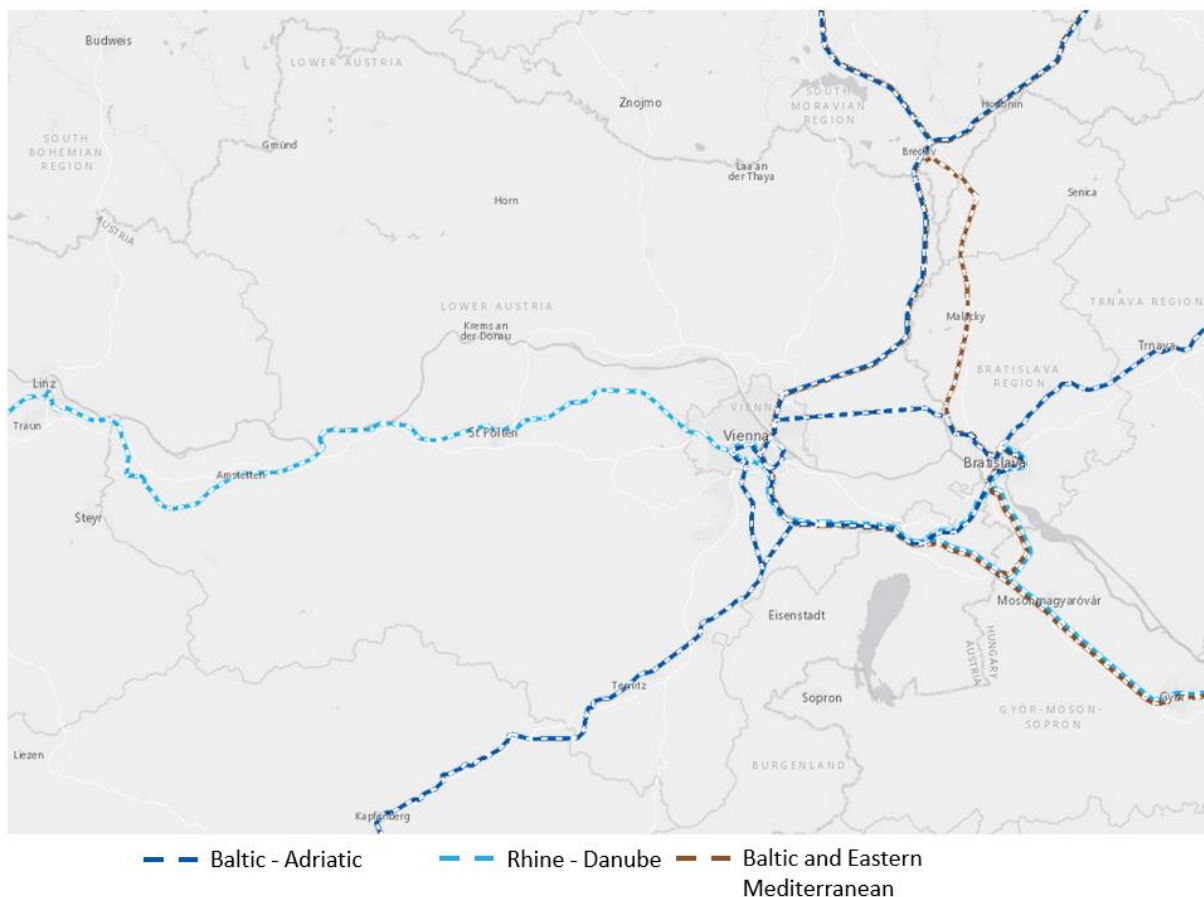 Budweis
LOWER AUSTRIA
SOUTH
MORAVIAN
REGION
Znojmo
Hodonin
Gmünd
SOUTH
BOHEMIAN
REGION
Breclav
Laa an
der Thaya
Senica
Horn
AUSTRIA
LOWER AUSTRIA
TRNAVA REGION
Krems an
der Donau
Malacky
Trnava
BRATISLAVA
REGION
Linz
Traun
VIENNA
Vienna
St Pölten
Bratislava
Amstetten
Steyr
Mosonmagyaróvár
Eisenstadt
HUNGARY
AUSTRIA
Ternitz
Sopron
Győr
GYŐR-MOSON-
SOPRON
Liezen
BURGENLAND
Kapfenberg
Baltic - Adriatic
Rhine - Danube
Baltic and Eastern
Mediterranean